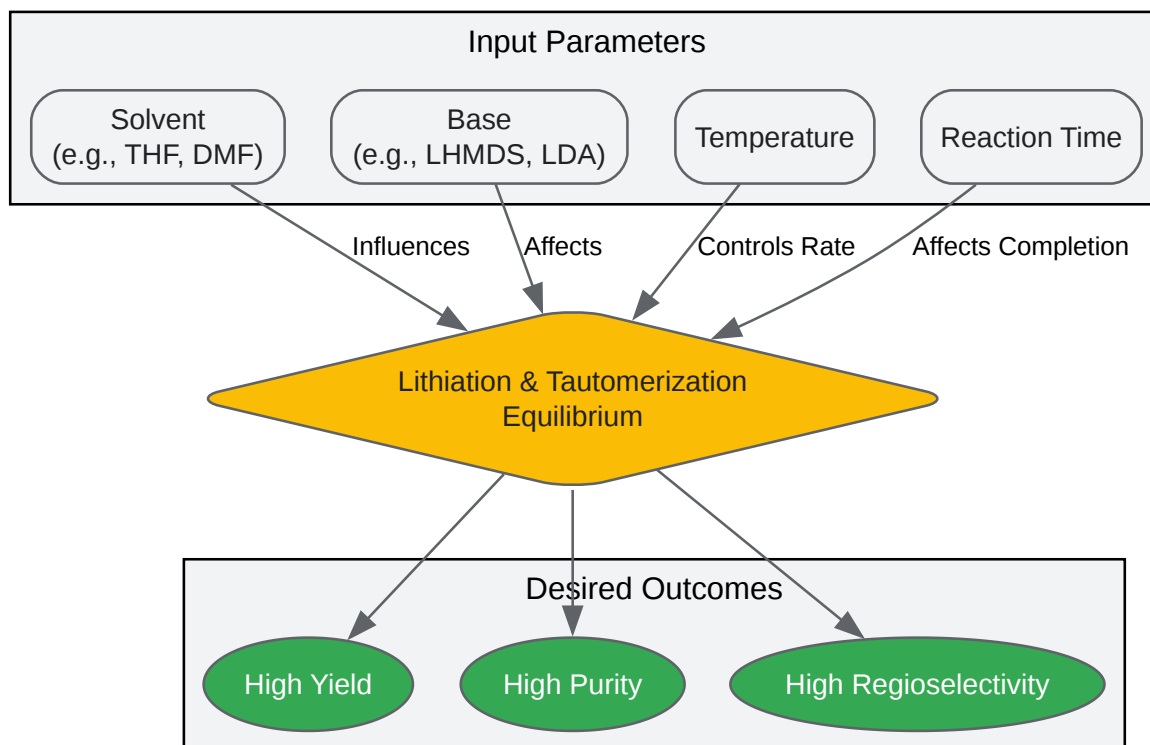 Input Parameters
Solvent
(e.g., THF, DMF)
Base
(e.g., LHMDS, LDA)
Temperature
Reaction Time
Influences
Affects
Controls Rate
Affects Completion
Lithiation & Tautomerization
Equilibrium
Desired Outcomes
High Yield
High Purity
High Regioselectivity